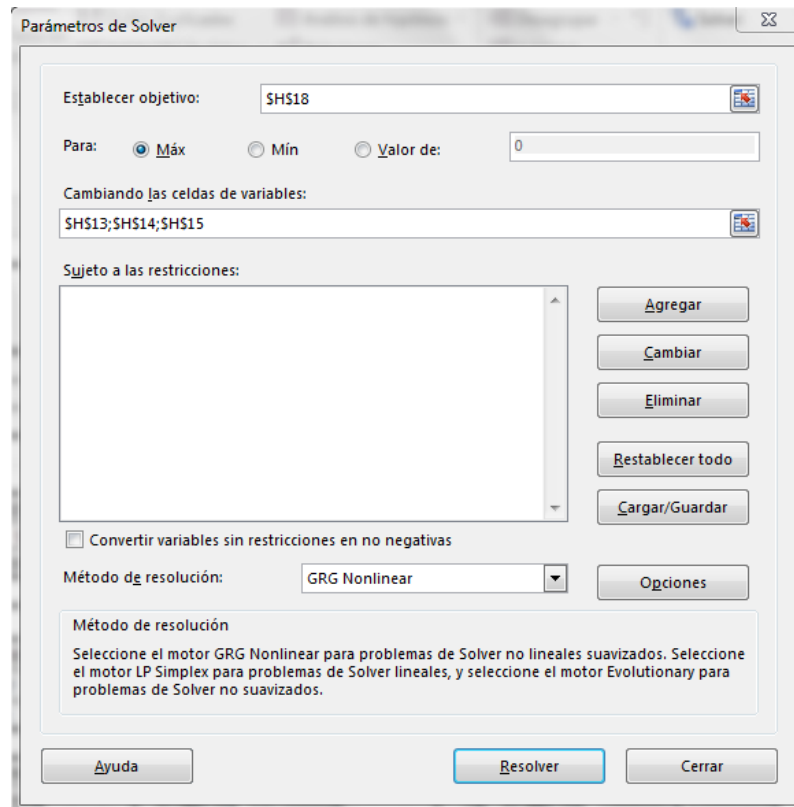 Parámetros de Solver
Establecer objetivo: $H$18
Para: Máx Mín Valor de: 0
Cambiando las celdas de variables:
$H$13;$H$14;$H$15
Sujeto a las restricciones:
Agregar
Cambiar
Eliminar
Restablecer todo
Cargar/Guardar
Convertir variables sin restricciones en no negativas
Método de resolución: GRG Nonlinear Opciones
Método de resolución
Seleccione el motor GRG Nonlinear para problemas de Solver no lineales suavizados. Seleccione
el motor LP Simplex para problemas de Solver lineales, y seleccione el motor Evolutionary para
problemas de Solver no suavizados.
Ayuda Resolver Cerrar